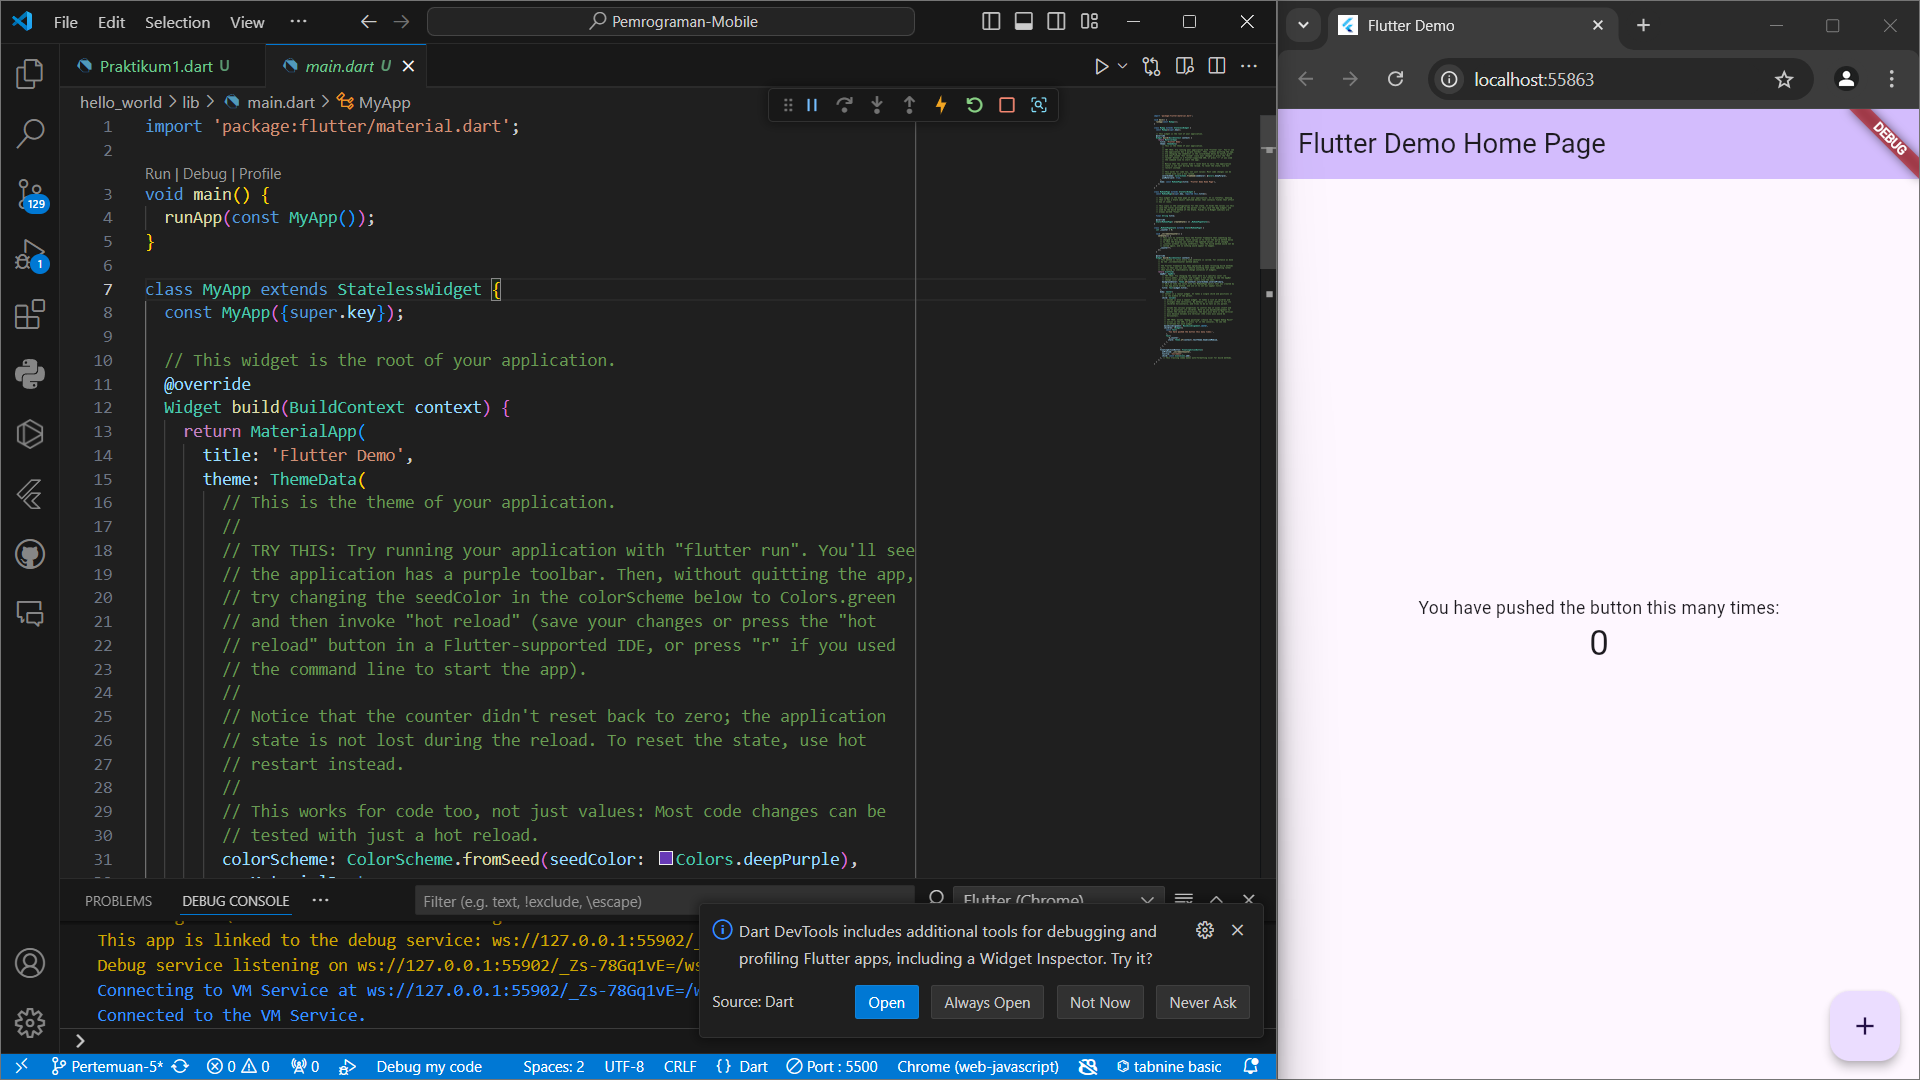 File Edit Selection View ··· Pemrograman-Mobile
Praktikum1.dart U main.dart U
hello_world > lib > main.dart > MyApp
1 import 'package:flutter/material.dart';
2
Run | Debug | Profile
3 void main() {
4 runApp(const MyApp());
5 }
6
7 class MyApp extends StatelessWidget {
8 const MyApp({super.key});
9
10 // This widget is the root of your application.
11 @override
12 Widget build(BuildContext context) {
13 return MaterialApp(
14 title: 'Flutter Demo',
15 theme: ThemeData(
16 // This is the theme of your application.
17 //
18 // TRY THIS: Try running your application with "flutter run". You'll see
19 // the application has a purple toolbar. Then, without quitting the app,
20 // try changing the seedColor in the colorScheme below to Colors.green
21 // and then invoke "hot reload" (save your changes or press the "hot
22 // reload" button in a Flutter-supported IDE, or press "r" if you used
23 // the command line to start the app).
24 //
25 // Notice that the counter didn't reset back to zero; the application
26 // state is not lost during the reload. To reset the state, use hot
27 // restart instead.
28 //
29 // This works for code too, not just values: Most code changes can be
30 // tested with just a hot reload.
31 colorScheme: ColorScheme.fromSeed(seedColor: Colors.deepPurple),
129
1
PROBLEMS DEBUG CONSOLE ··· Filter (e.g. text, !exclude, \escape) Flutter (Chrome)
This app is linked to the debug service: ws://127.0.0.1:55902/_
Debug service listening on ws://127.0.0.1:55902/_Zs-78Gq1vE=/ws
Connecting to VM Service at ws://127.0.0.1:55902/_Zs-78Gq1vE=/w
Connected to the VM Service.
Dart DevTools includes additional tools for debugging and
profiling Flutter apps, including a Widget Inspector. Try it?
Source: Dart Open Always Open Not Now Never Ask
Pertemuan-5* 0 0 0 Debug my code Spaces: 2 UTF-8 CRLF {} Dart Port : 5500 Chrome (web-javascript) tabnine basic
Flutter Demo
localhost:55863
Flutter Demo Home Page
DEBUG
You have pushed the button this many times:
0
+